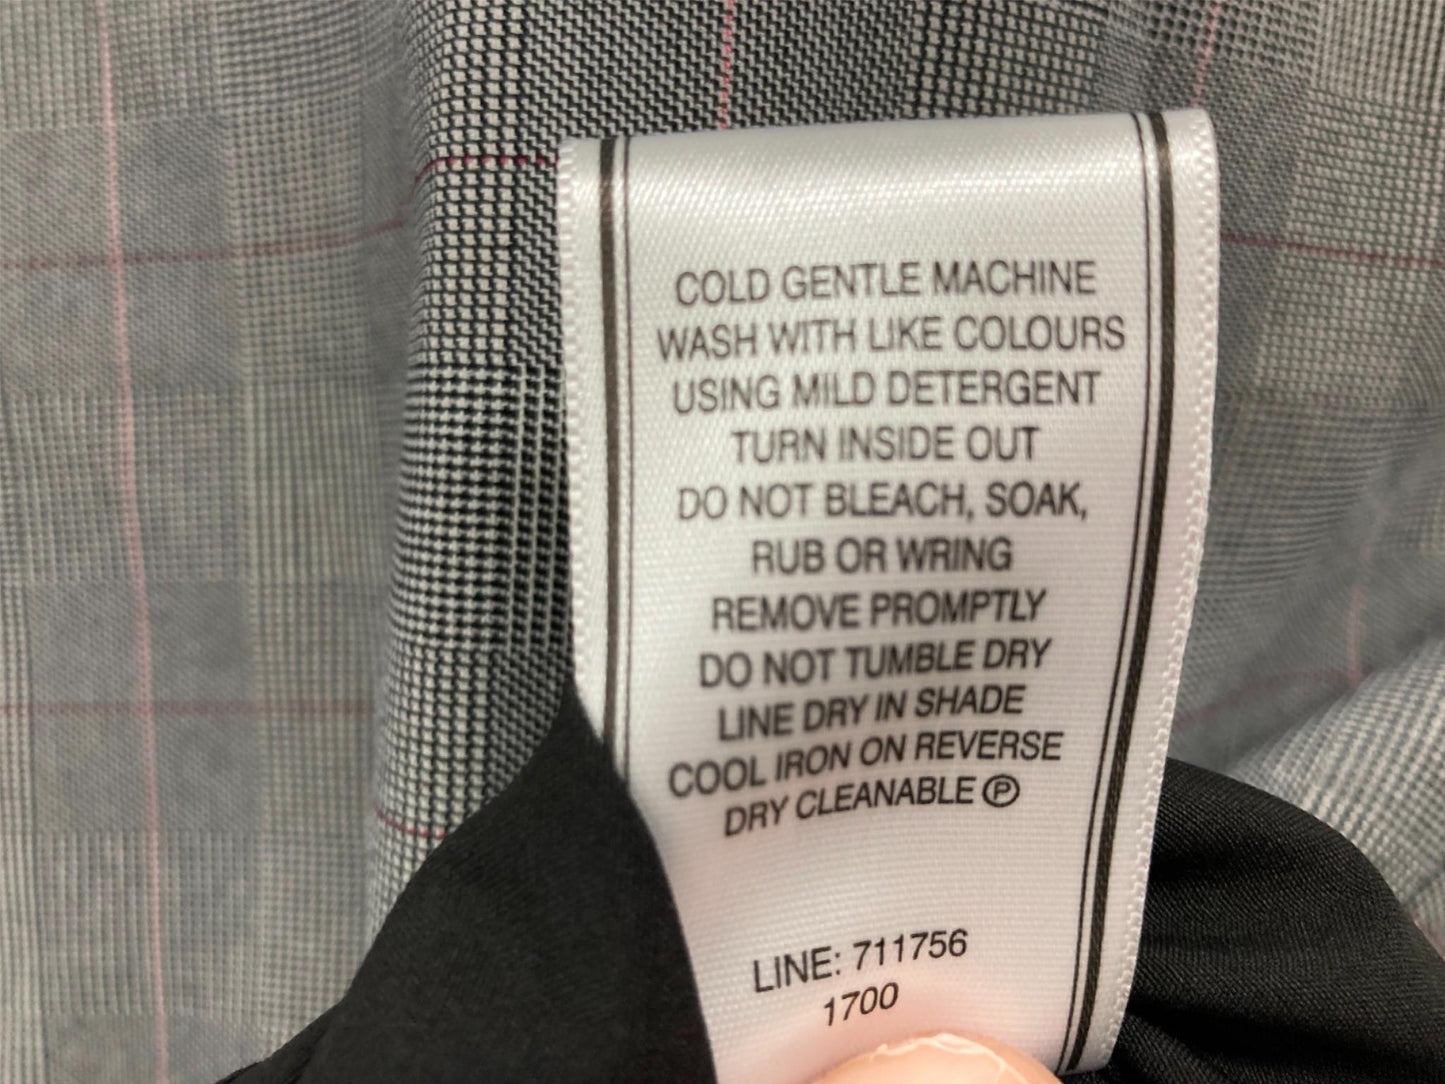 COLD GENTLE MACHINE
WASH WITH LIKE COLOURS
USING MILD DETERGENT
TURN INSIDE OUT
DO NOT BLEACH, SOAK,
RUB OR WRING
REMOVE PROMPTLY
DO NOT TUMBLE DRY
LINE DRY IN SHADE
COOL IRON ON REVERSE
DRY CLEANABLE Ⓟ
LINE: 711756
1700